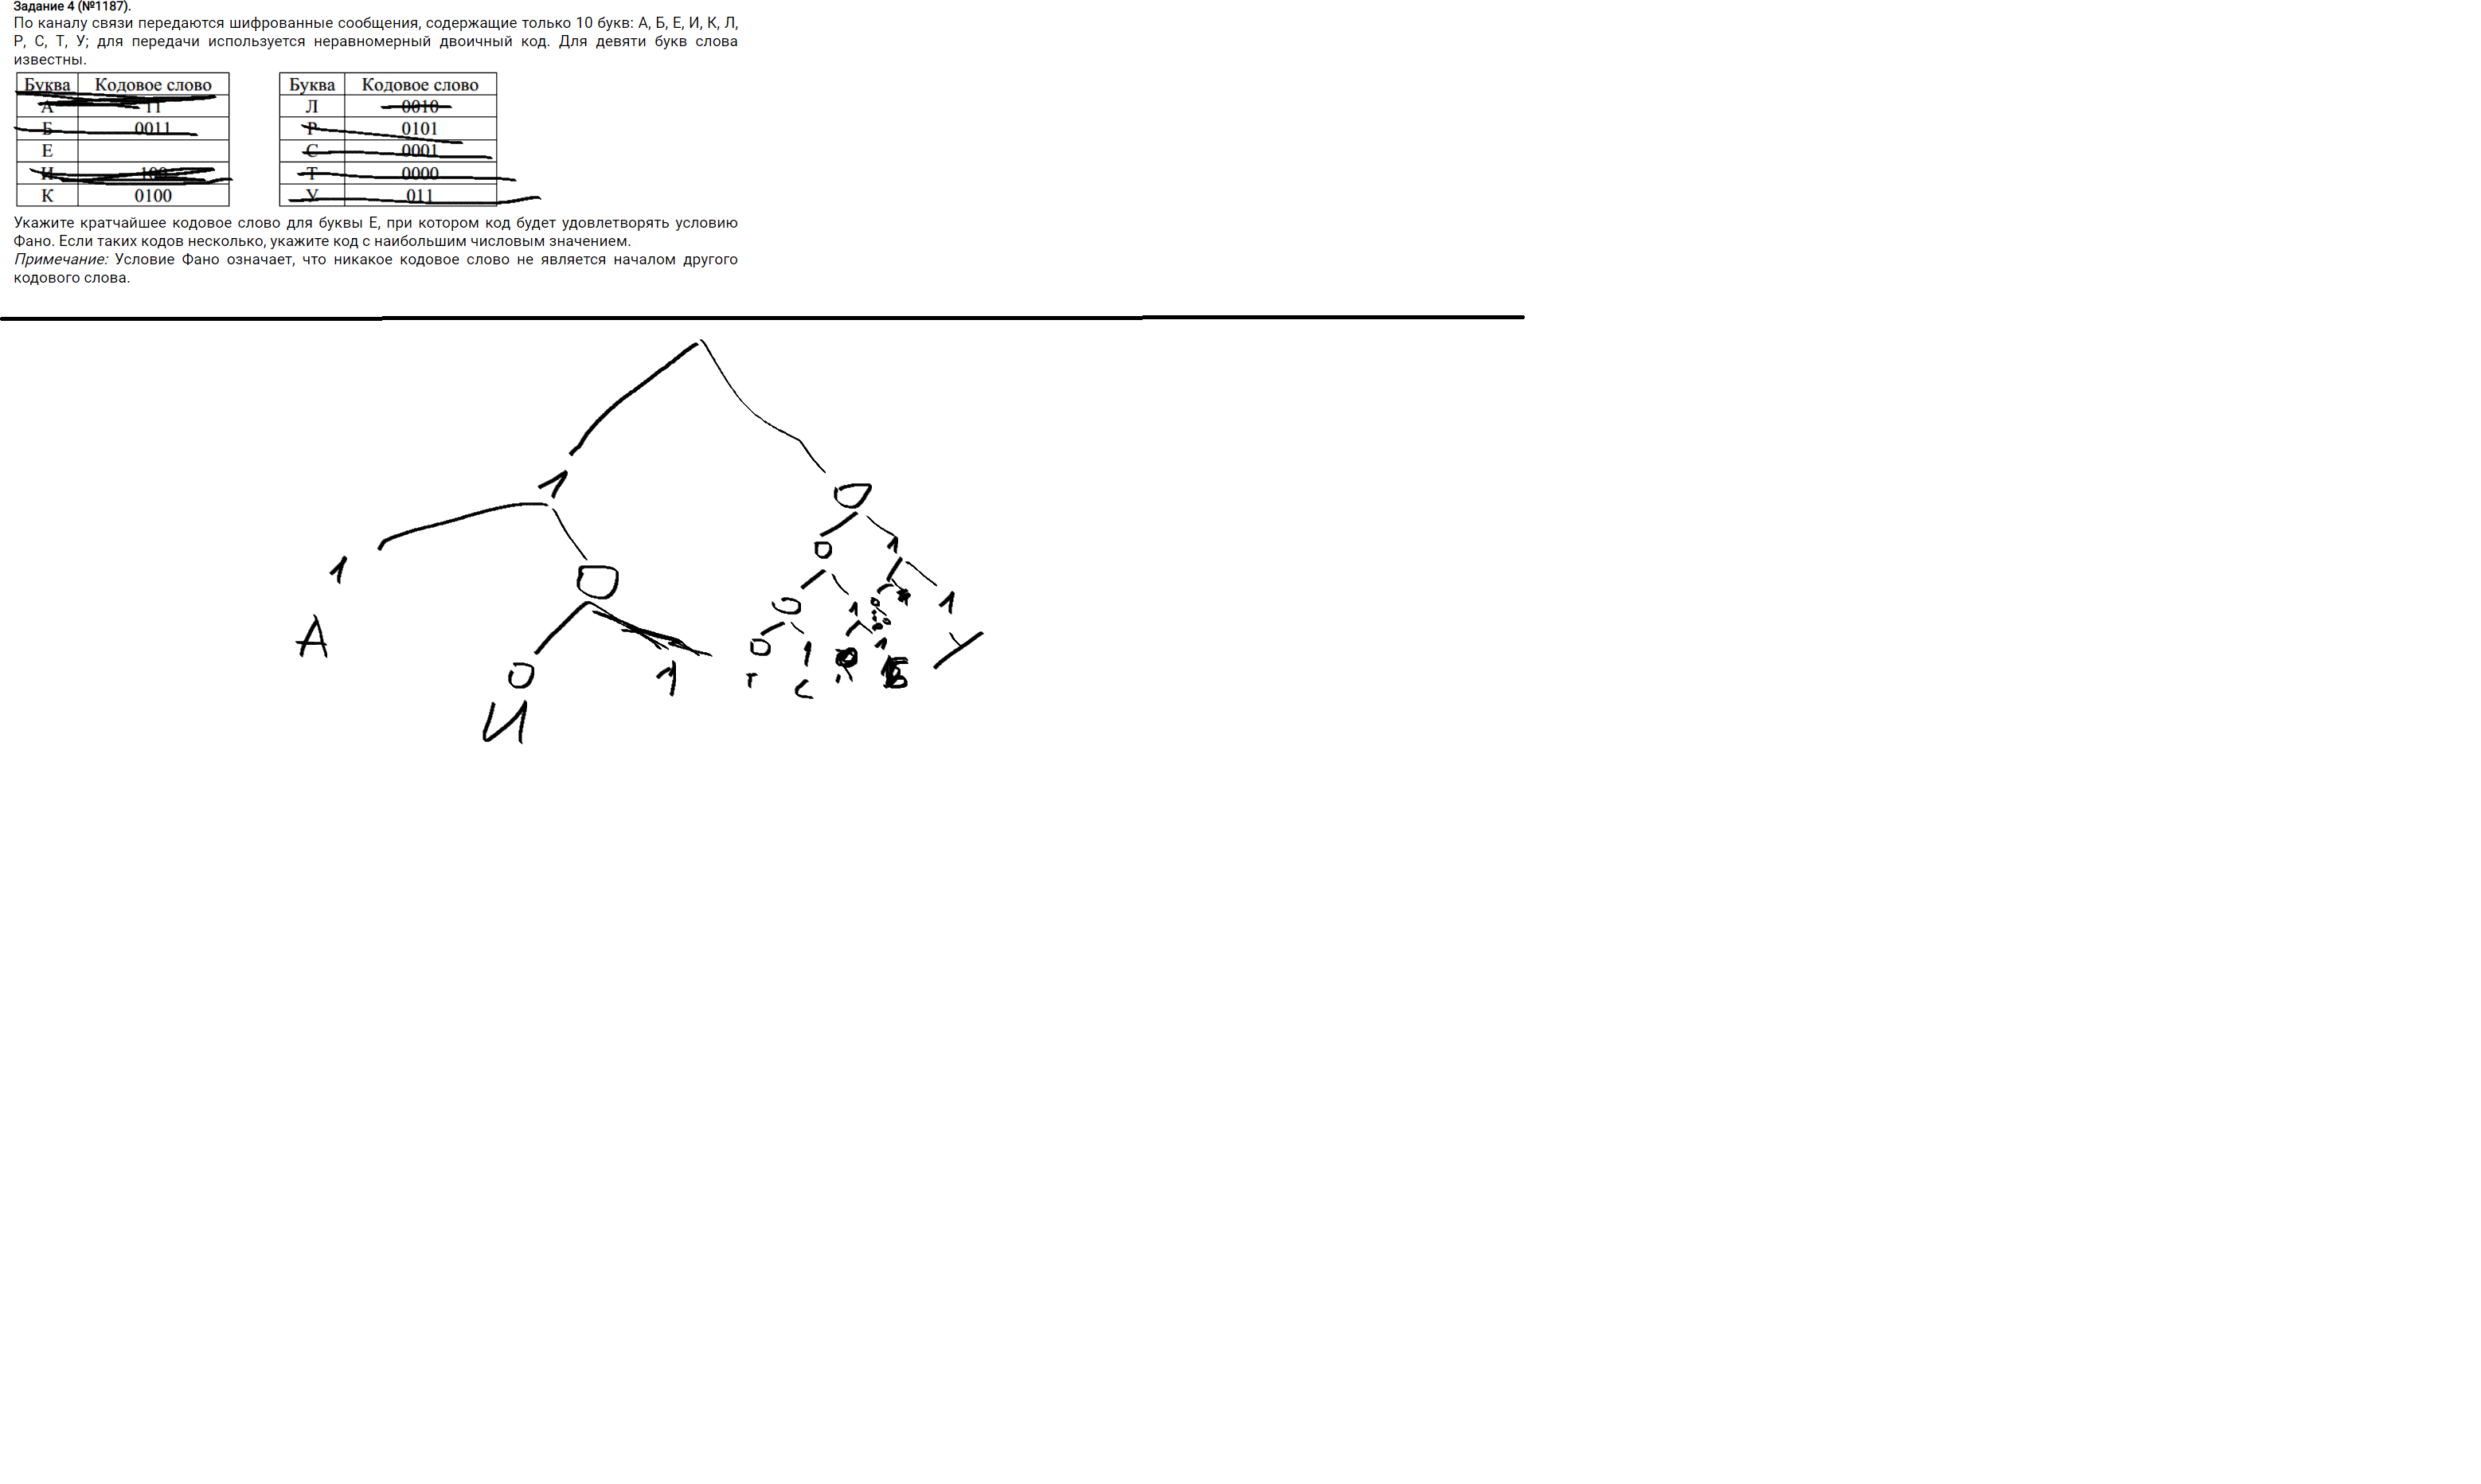 Задание 4 (№1187).
По каналу связи передаются шифрованные сообщения, содержащие только 10 букв: А, Б, Е, И, К, Л,
Р, С, Т, У; для передачи используется неравномерный двоичный код. Для девяти букв слова
известны.
Буква Кодовое слово
А 11
Б 0011
Е
И 100
К 0100
Буква Кодовое слово
Л 0010
Р 0101
С 0001
Т 0000
У 011
Укажите кратчайшее кодовое слово для буквы Е, при котором код будет удовлетворять условию
Фано. Если таких кодов несколько, укажите код с наибольшим числовым значением.
Примечание: Условие Фано означает, что никакое кодовое слово не является началом другого
кодового слова.
1 0
0 1
1 0
0 1 1
0 1 1
А
0 1
И
Т С Б У